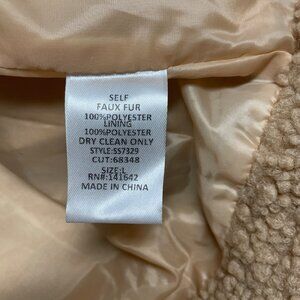 SELF
FAUX FUR
100%POLYESTER
LINING
100%POLYESTER
DRY CLEAN ONLY
STYLE:SS7329
CUT:68348
SIZE:L
RN#:141642
MADE IN CHINA